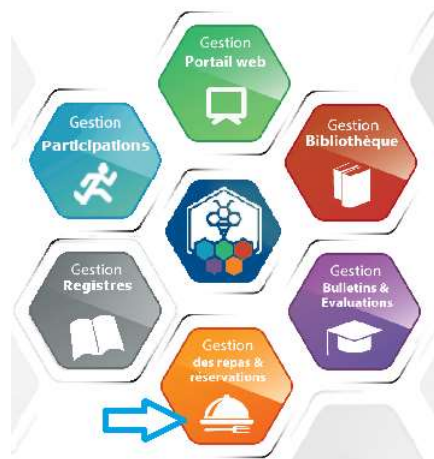 Gestion
Portail web
Gestion
Participations
Gestion
Bibliothèque
Gestion
Registres
Gestion
Bulletins &
Evaluations
Gestion
des repas &
réservations